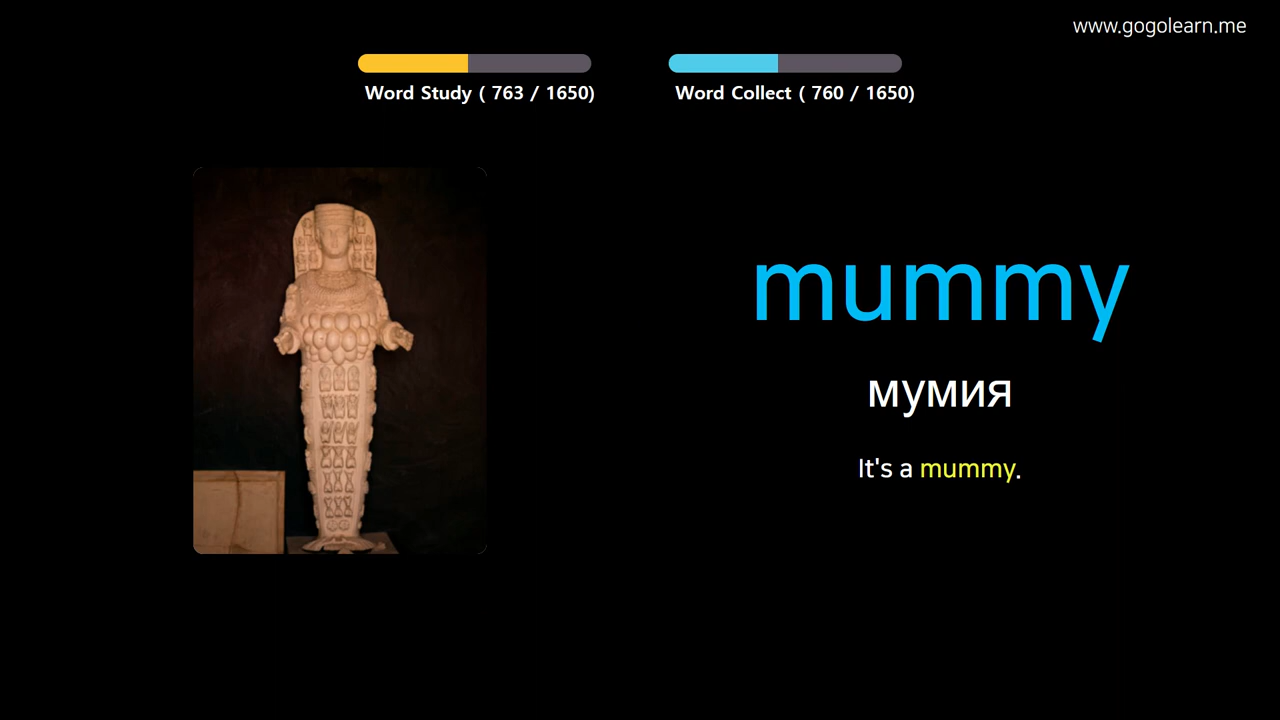 www.gogolearn.me
Word Study ( 763 / 1650)
Word Collect ( 760 / 1650)
mummy
мумия
It's a mummy.